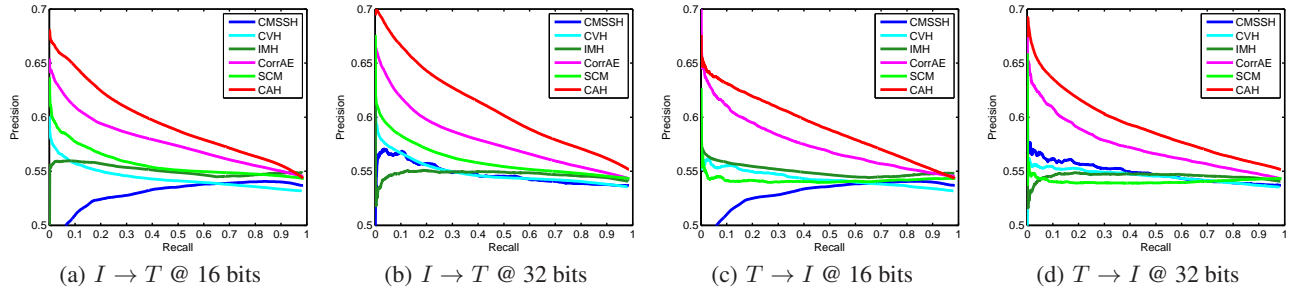 0.7
0.65
0.6
0.55
0.5
Precision
0 0.1 0.2 0.3 0.4 0.5 0.6 0.7 0.8 0.9 1
Recall
CMSSH
CVH
IMH
CorrAE
SCM
CAH
(a) I → T @ 16 bits
0.7
0.65
0.6
0.55
0.5
Precision
0 0.1 0.2 0.3 0.4 0.5 0.6 0.7 0.8 0.9 1
Recall
CMSSH
CVH
IMH
CorrAE
SCM
CAH
(b) I → T @ 32 bits
0.7
0.65
0.6
0.55
0.5
Precision
0 0.1 0.2 0.3 0.4 0.5 0.6 0.7 0.8 0.9 1
Recall
CMSSH
CVH
IMH
CorrAE
SCM
CAH
(c) T → I @ 16 bits
0.7
0.65
0.6
0.55
0.5
Precision
0 0.1 0.2 0.3 0.4 0.5 0.6 0.7 0.8 0.9 1
Recall
CMSSH
CVH
IMH
CorrAE
SCM
CAH
(d) T → I @ 32 bits